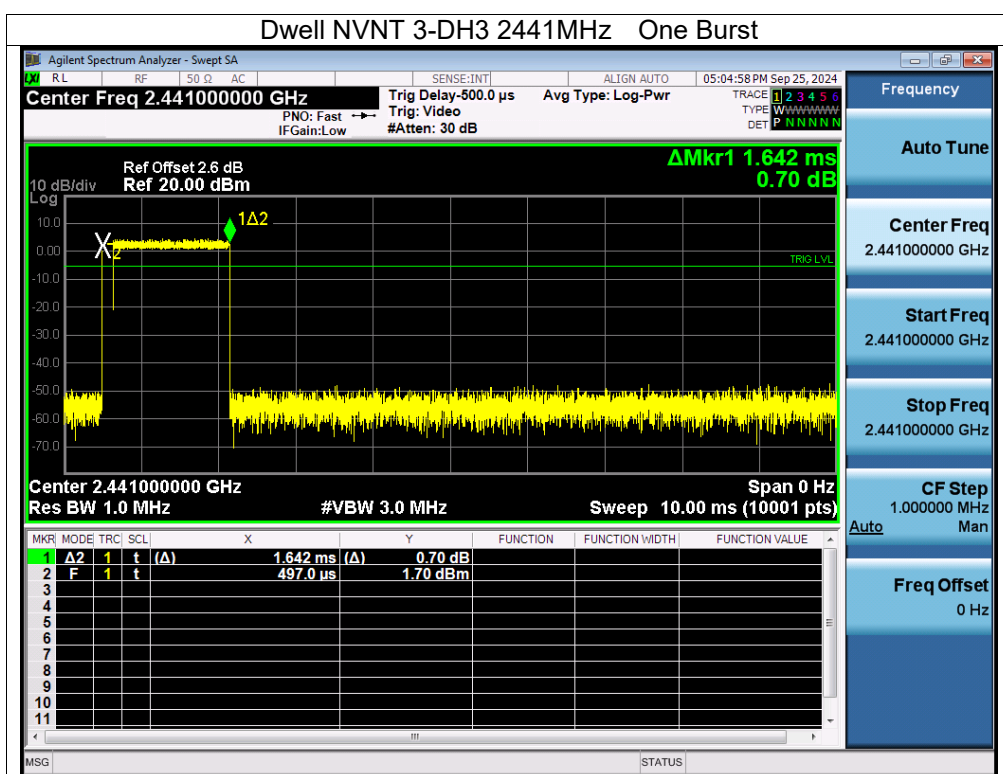 Dwell NVNT 3-DH3 2441MHz One Burst
Agilent Spectrum Analyzer - Swept SA
LXI RL RF 50 Ω AC SENSE:INT ALIGN AUTO 05:04:58 PM Sep 25, 2024
Center Freq 2.441000000 GHz
PNO: Fast
IFGain:Low
Trig Delay-500.0 µs
Trig: Video
#Atten: 30 dB
Avg Type: Log-Pwr
TRACE 1 2 3 4 5 6
TYPE WWWWWW
DET P N N N N N
Ref Offset 2.6 dB
10 dB/div Ref 20.00 dBm
Log
ΔMkr1 1.642 ms
0.70 dB
10.0
0.00
-10.0
-20.0
-30.0
-40.0
-50.0
-60.0
-70.0
1Δ2
2
TRIG LVL
Center 2.441000000 GHz Span 0 Hz
Res BW 1.0 MHz #VBW 3.0 MHz Sweep 10.00 ms (10001 pts)
MKR MODE TRC SCL X Y FUNCTION FUNCTION WIDTH FUNCTION VALUE
1 Δ2 1 t (Δ) 1.642 ms (Δ) 0.70 dB
2 F 1 t 497.0 µs 1.70 dBm
3
4
5
6
7
8
9
10
11
MSG STATUS
Frequency
Auto Tune
Center Freq
2.441000000 GHz
Start Freq
2.441000000 GHz
Stop Freq
2.441000000 GHz
CF Step
1.000000 MHz
Auto Man
Freq Offset
0 Hz